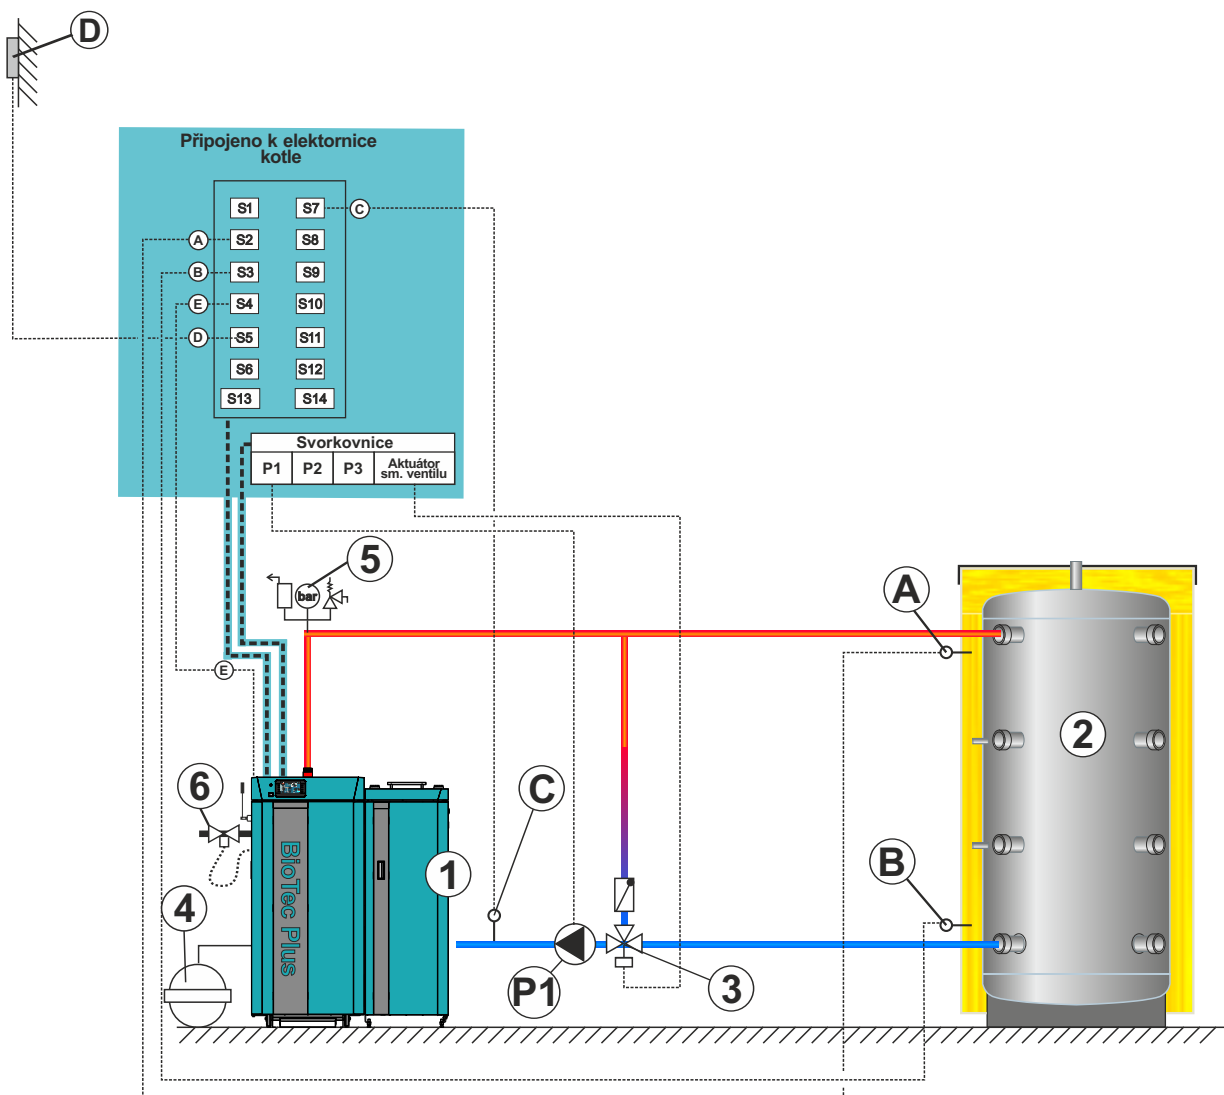 D
Připojeno k elektornice
kotle
S1
S7
C
A
S2
S8
B
S3
S9
E
S4
S10
D
S5
S11
S6
S12
S13
S14
Svorkovnice
P1
P2
P3
Aktuátor
sm. ventilu
5
bar
A
E
2
6
C
BioTec Plus
1
B
4
P1
3